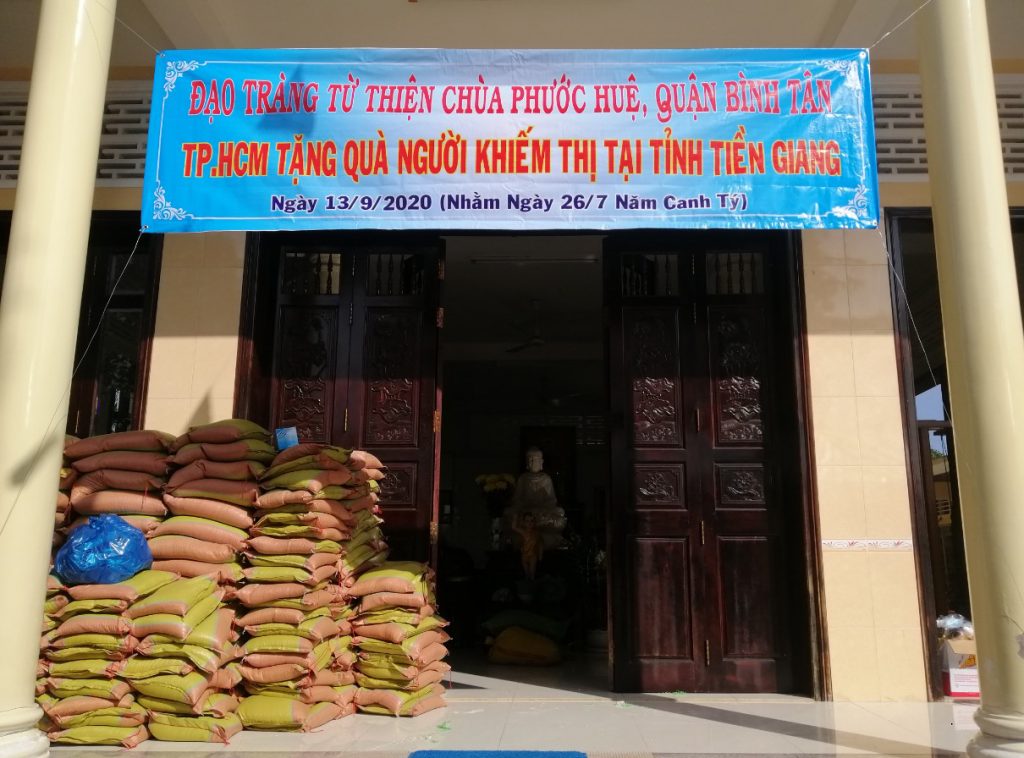 ĐẠO TRÀNG TỪ THIỆN CHÙA PHƯỚC HUỆ, QUẬN BÌNH TÂN
TP.HCM TẶNG QUÀ NGƯỜI KHIẾM THỊ TẠI TỈNH TIỀN GIANG
Ngày 13/9/2020 (Nhằm Ngày 26/7 Năm Canh Tý)